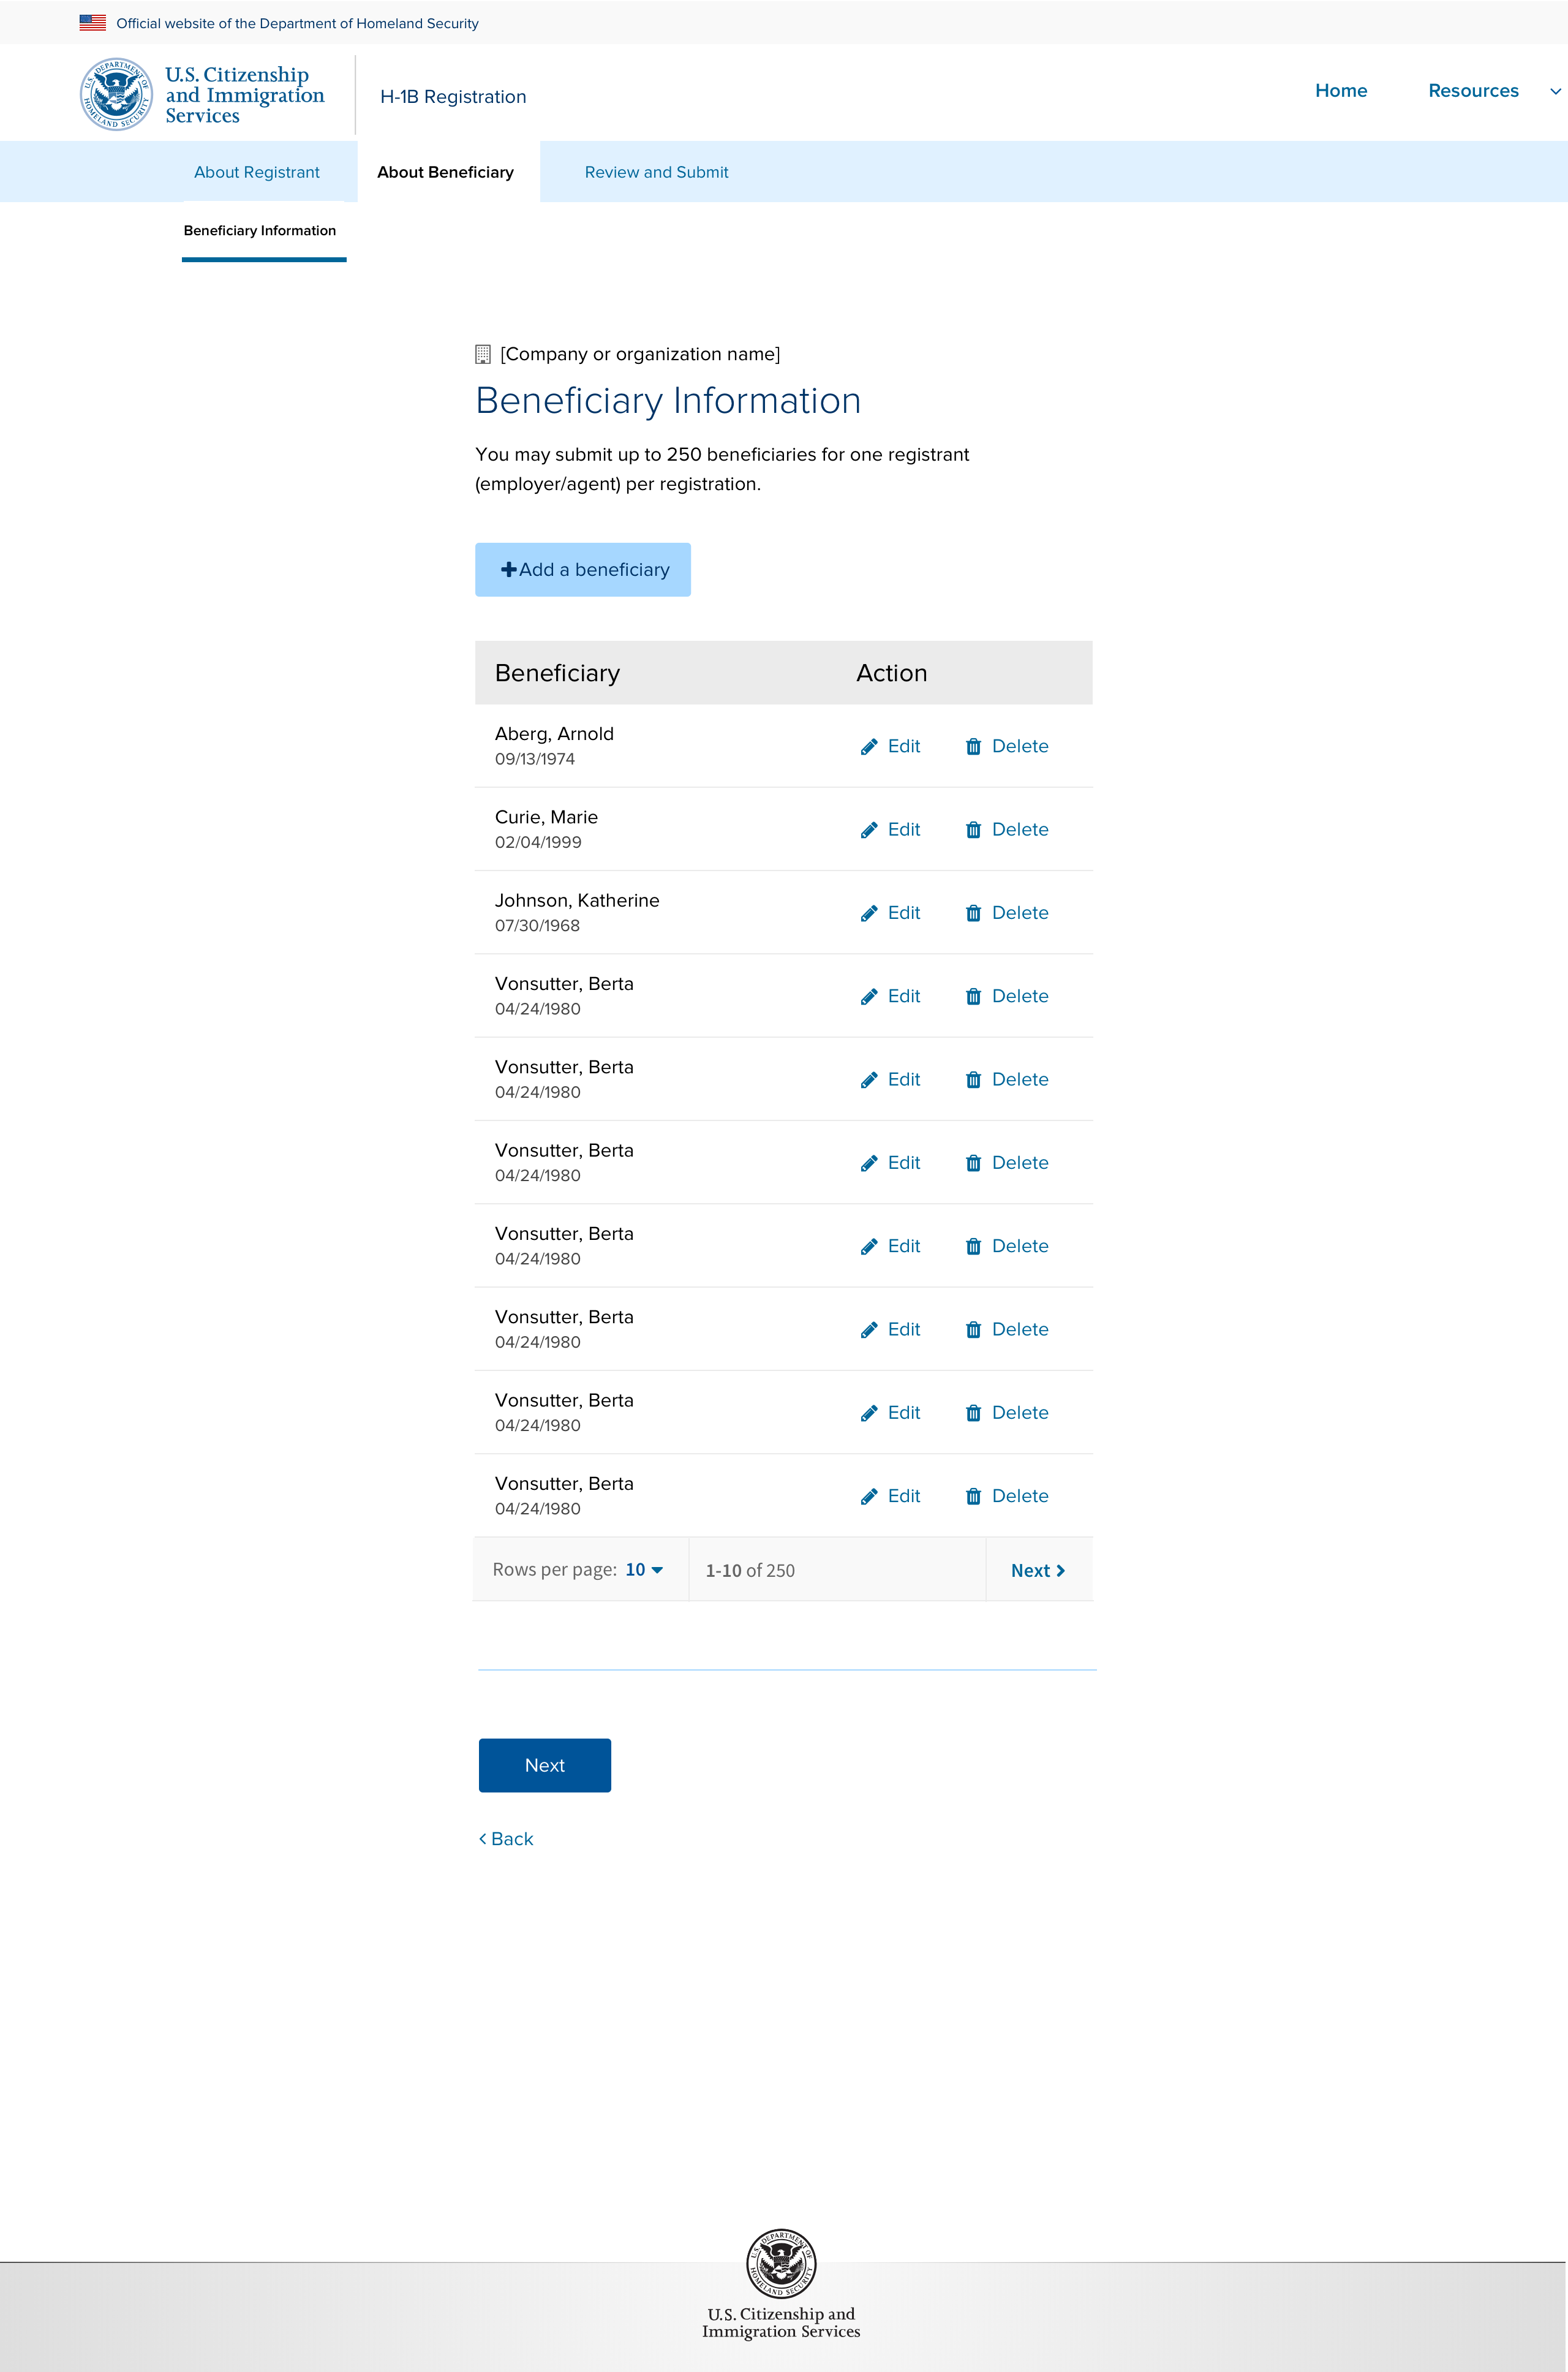 Official website of the Department of Homeland Security
U.S. Citizenship
and Immigration
Services
H-1B Registration
Home
Resources
U.S. DEPARTMENT OF HOMELAND SECURITY
About Registrant
About Beneficiary
Review and Submit
Beneficiary Information
[Company or organization name]
Beneficiary Information
You may submit up to 250 beneficiaries for one registrant
(employer/agent) per registration.
Add a beneficiary
Beneficiary Action
Aberg, Arnold
09/13/1974
Edit Delete
Curie, Marie
02/04/1999
Edit Delete
Johnson, Katherine
07/30/1968
Edit Delete
Vonsutter, Berta
04/24/1980
Edit Delete
Vonsutter, Berta
04/24/1980
Edit Delete
Vonsutter, Berta
04/24/1980
Edit Delete
Vonsutter, Berta
04/24/1980
Edit Delete
Vonsutter, Berta
04/24/1980
Edit Delete
Vonsutter, Berta
04/24/1980
Edit Delete
Vonsutter, Berta
04/24/1980
Edit Delete
Rows per page: 10 1-10 of 250 Next
Next
Back
U.S. DEPARTMENT OF HOMELAND SECURITY
U.S. Citizenship and
Immigration Services